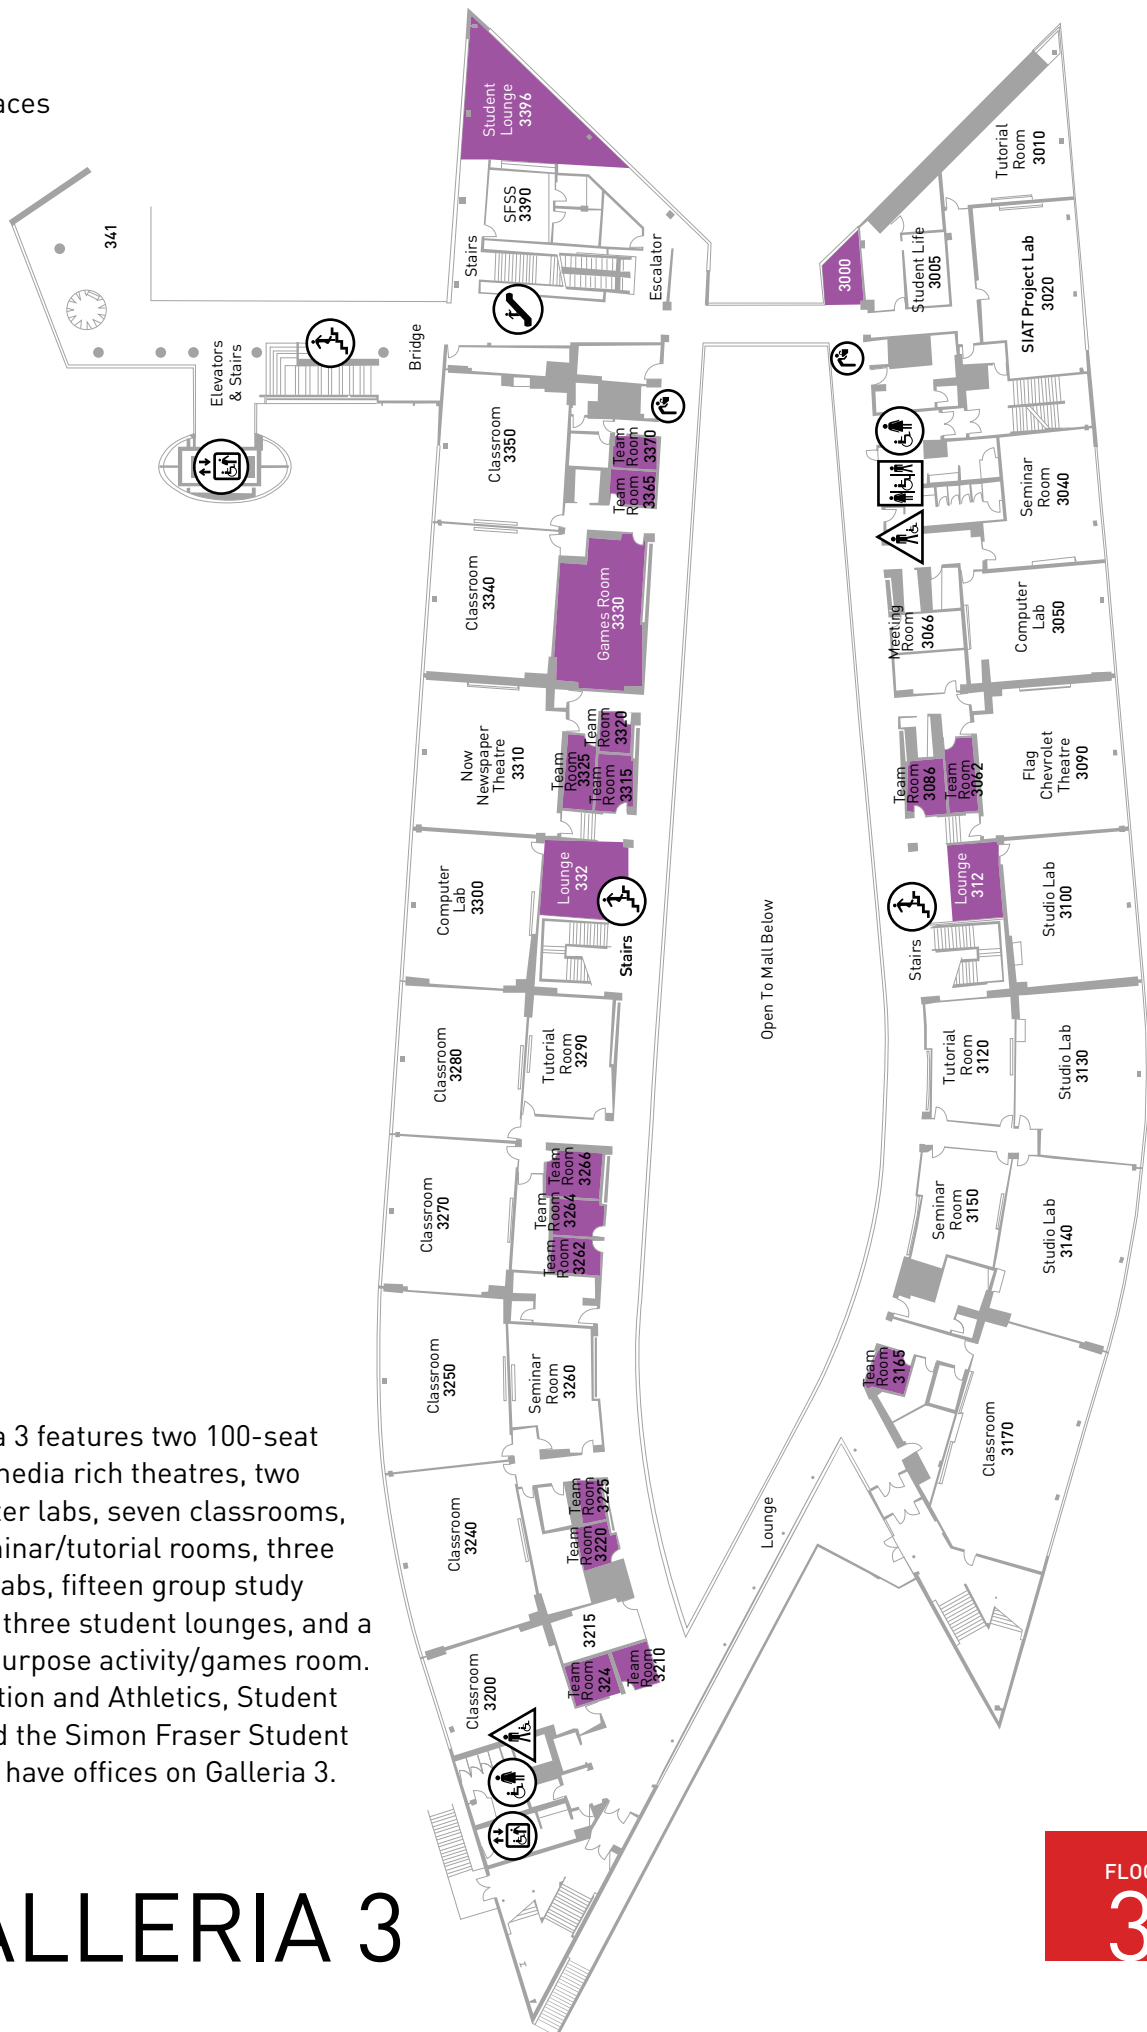 aces
341
Elevators
& Stairs
Bridge
Stairs
Escalator
Student
Lounge
3396
SFSS
3390
3000
Student Life
3005
Tutorial
Room
3010
SIAT Project Lab
3020
Classroom
3350
Team
Room
3370
Team
Room
3365
Seminar
Room
3040
Classroom
3340
Games Room
3330
Meeting
Room
3066
Computer
Lab
3050
Now
Newspaper
Theatre
3310
Team
Room
3325
Team
Room
3320
Team
Room
3315
Team
Room
3086
Team
Room
3062
Flag
Chevrolet
Theatre
3090
Computer
Lab
3300
Lounge
332
Stairs
Open To Mall Below
Lounge
312
Stairs
Studio Lab
3100
Classroom
3280
Tutorial
Room
3290
Tutorial
Room
3120
Studio Lab
3130
Classroom
3270
Team
Room
3266
Team
Room
3264
Team
Room
3262
Seminar
Room
3150
Studio Lab
3140
Classroom
3250
Seminar
Room
3260
Team
Room
3165
Classroom
3170
Classroom
3240
Team
Room
3225
Team
Room
3220
Lounge
Classroom
3200
3215
Team
Room
324
Team
Room
3210
a 3 features two 100-seat
media rich theatres, two
ter labs, seven classrooms,
inar/tutorial rooms, three
labs, fifteen group study
three student lounges, and a
urpose activity/games room.
tion and Athletics, Student
d the Simon Fraser Student
have offices on Galleria 3.
ALLERIA 3
FLOO
3